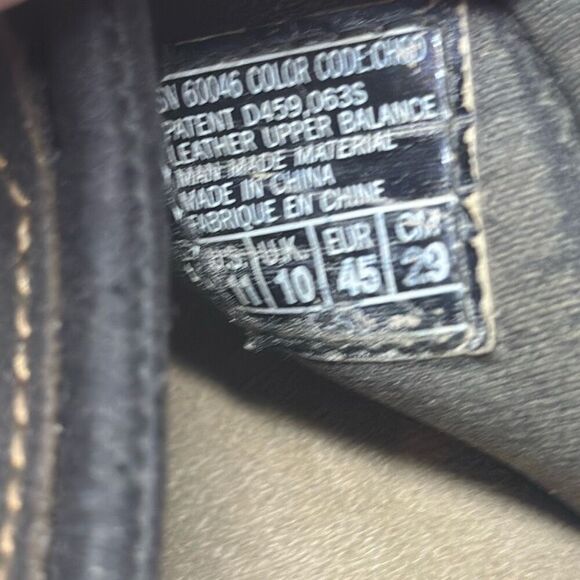 SN 60046 COLOR CODE:
PATENT D459,063S
LEATHER UPPER BALANCE
MAN MADE MATERIAL
MADE IN CHINA
FABRIQUE EN CHINE
U.S. U.K. EUR CM
11 10 45 29